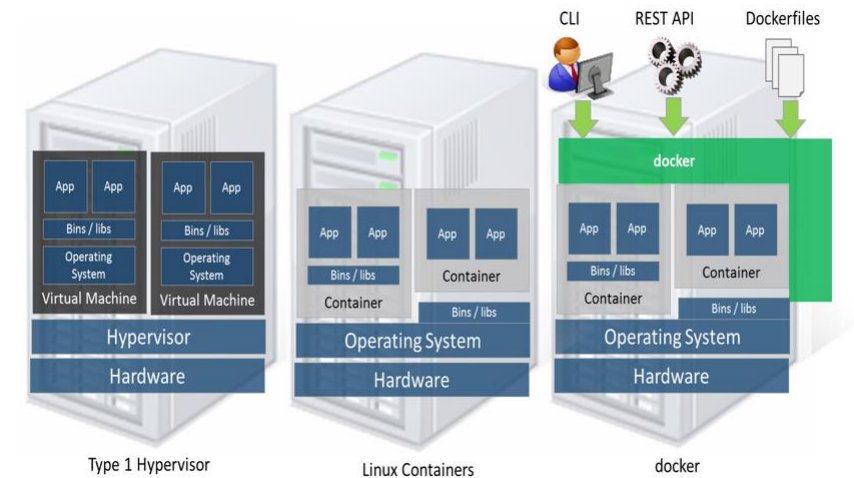 CLI
REST API
Dockerfiles
App
App
Bins / libs
Operating
System
Virtual Machine
App
App
Bins / libs
Operating
System
Virtual Machine
Hypervisor
Hardware
Type 1 Hypervisor
App
App
Bins / libs
Container
App
App
Container
Bins / libs
Operating System
Hardware
Linux Containers
docker
App
App
Bins / libs
Container
App
App
Container
Bins / libs
Operating System
Hardware
docker